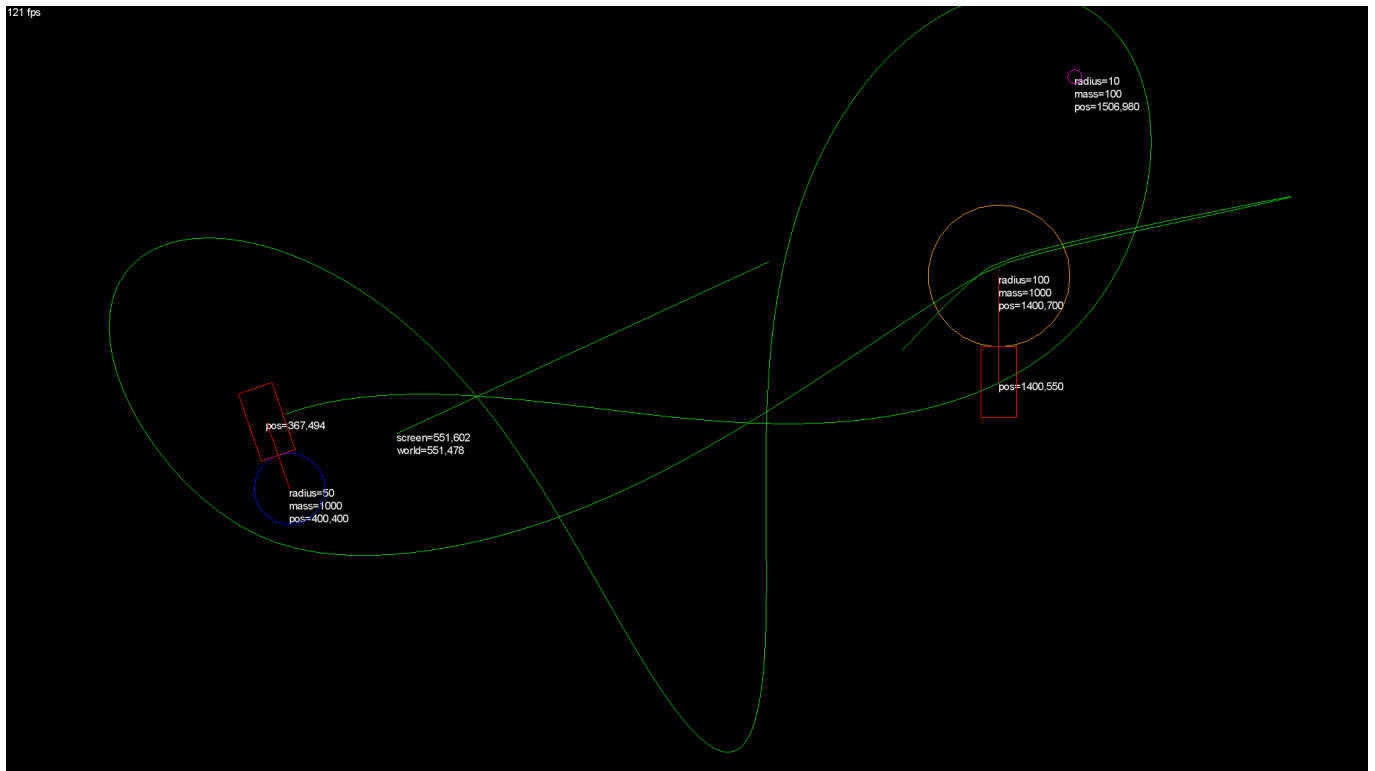 121 fps
radius=10
mass=100
pos=1506,980
radius=100
mass=1000
pos=1400,700
pos=1400,550
pos=367,494
screen=551,602
world=551,478
radius=50
mass=1000
pos=400,400